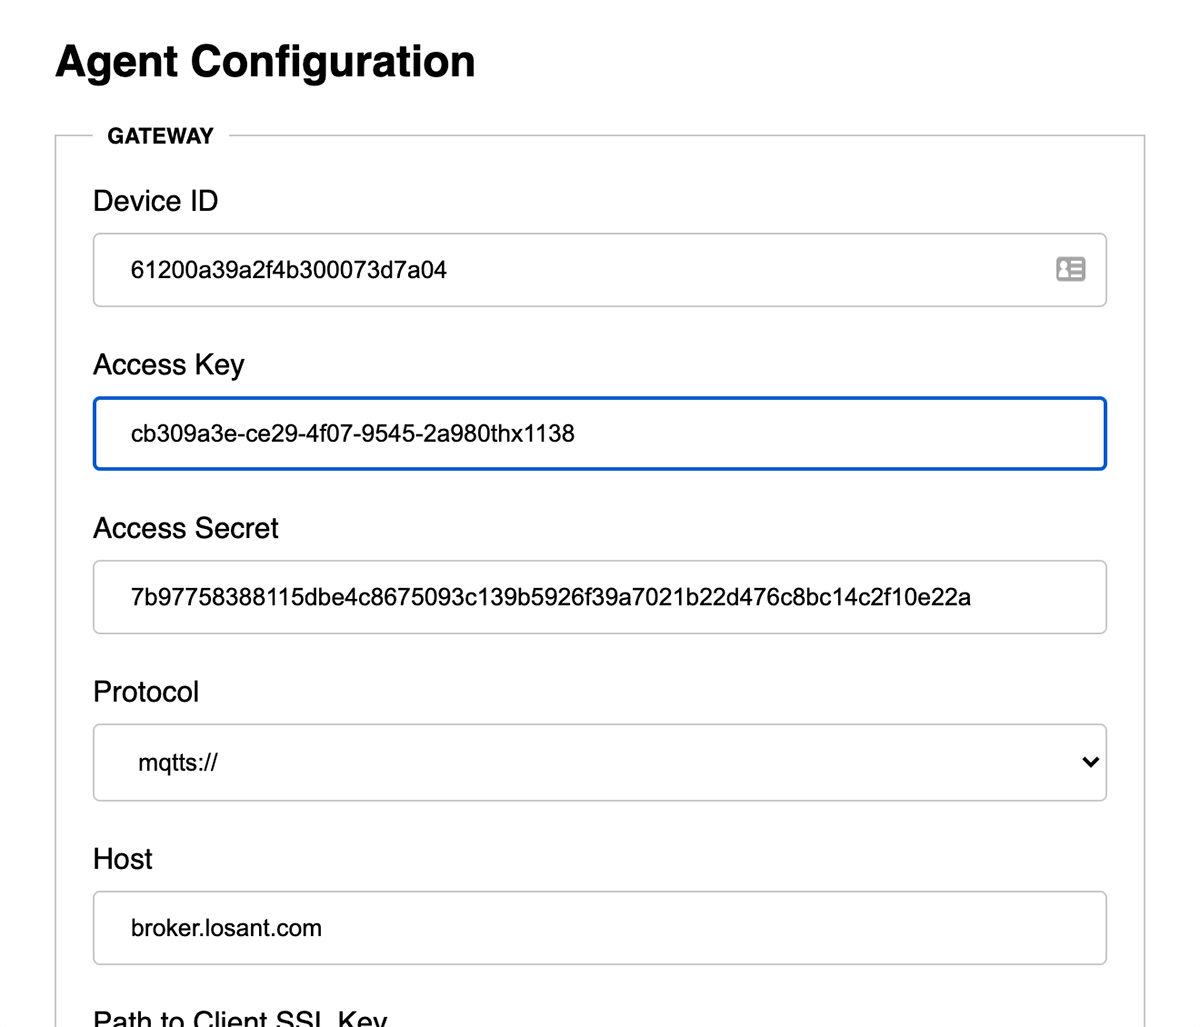 Agent Configuration
GATEWAY
Device ID
61200a39a2f4b300073d7a04
Access Key
cb309a3e-ce29-4f07-9545-2a980thx1138
Access Secret
7b97758388115dbe4c8675093c139b5926f39a7021b22d476c8bc14c2f10e22a
Protocol
mqtts://
Host
broker.losant.com
Path to Client SSL Key